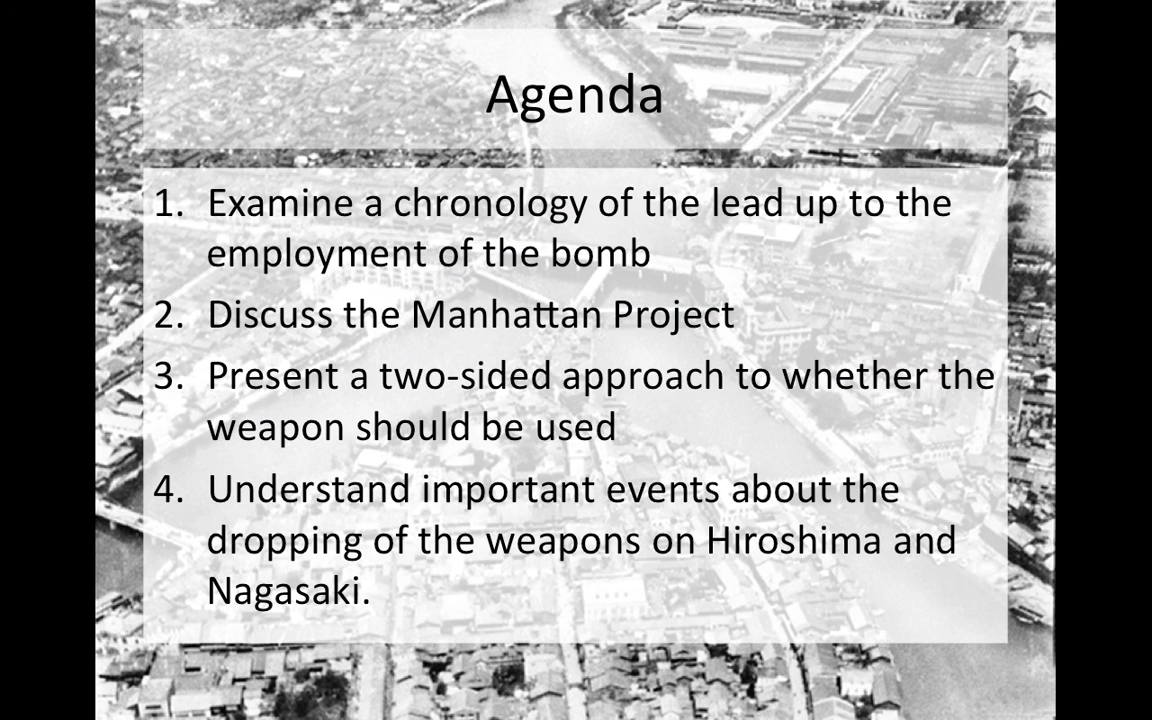 Agenda
1. Examine a chronology of the lead up to the
employment of the bomb
2. Discuss the Manhattan Project
3. Present a two-sided approach to whether the
weapon should be used
4. Understand important events about the
dropping of the weapons on Hiroshima and
Nagasaki.